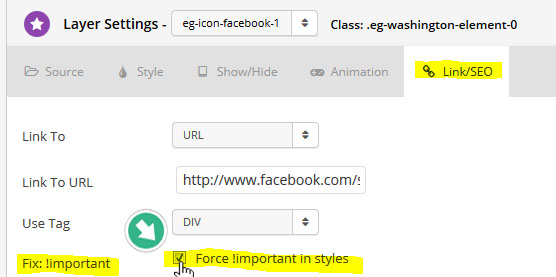 Layer Settings - eg-icon-facebook-1 Class: .eg-washington-element-0
Source Style Show/Hide Animation Link/SEO
Link To URL
Link To URL http://www.facebook.com/s
Use Tag DIV
Fix: !important Force !important in styles